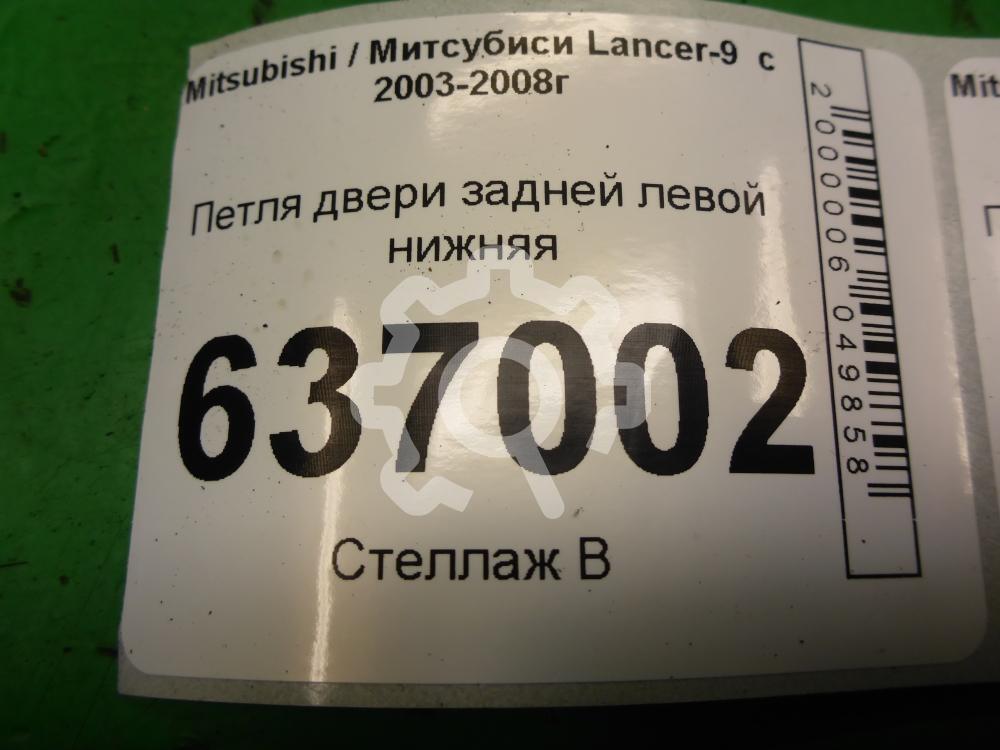 Mitsubishi / Митсубиси Lancer-9 с
2003-2008г
Петля двери задней левой
нижняя
637002
Стеллаж В
2000006049858
Mit
П